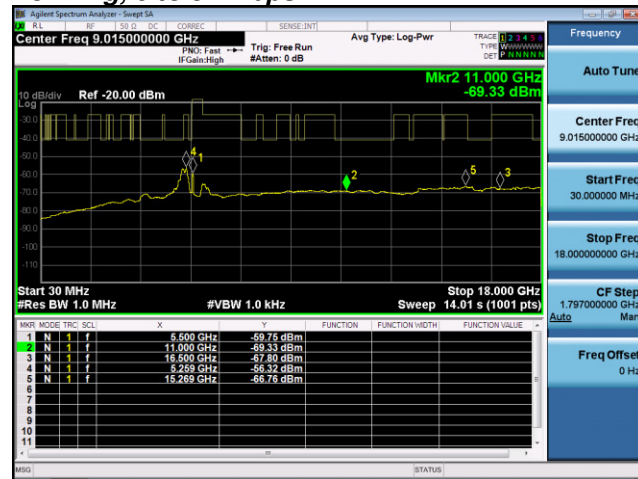 Agilent Spectrum Analyzer - Swept SA
RL RF 50 Ω DC CORREC SENSE:INT
Center Freq 9.015000000 GHz
PNO: Fast
IFGain:High
Trig: Free Run
#Atten: 0 dB
Avg Type: Log-Pwr
TRACE 1 2 3 4 5 6
TYPE
DET P N N N N N
Mkr2 11.000 GHz
-69.33 dBm
10 dB/div Ref -20.00 dBm
Log
-30.0
-40.0
-50.0
-60.0
-70.0
-80.0
-90.0
-100
-110
4 1 2 5 3
Start 30 MHz Stop 18.000 GHz
#Res BW 1.0 MHz #VBW 1.0 kHz Sweep 14.01 s (1001 pts)
MKR MODE TRC SCL X Y FUNCTION FUNCTION WIDTH FUNCTION VALUE
1 N 1 f 5.500 GHz -59.75 dBm
2 N 1 f 11.000 GHz -69.33 dBm
3 N 1 f 16.500 GHz -67.80 dBm
4 N 1 f 5.259 GHz -56.32 dBm
5 N 1 f 15.269 GHz -66.76 dBm
6
7
8
9
10
11
MSG STATUS
Frequency
Auto Tune
Center Freq
9.015000000 GHz
Start Freq
30.000000 MHz
Stop Freq
18.000000000 GHz
CF Step
1.797000000 GHz
Auto Man
Freq Offset
0 Hz